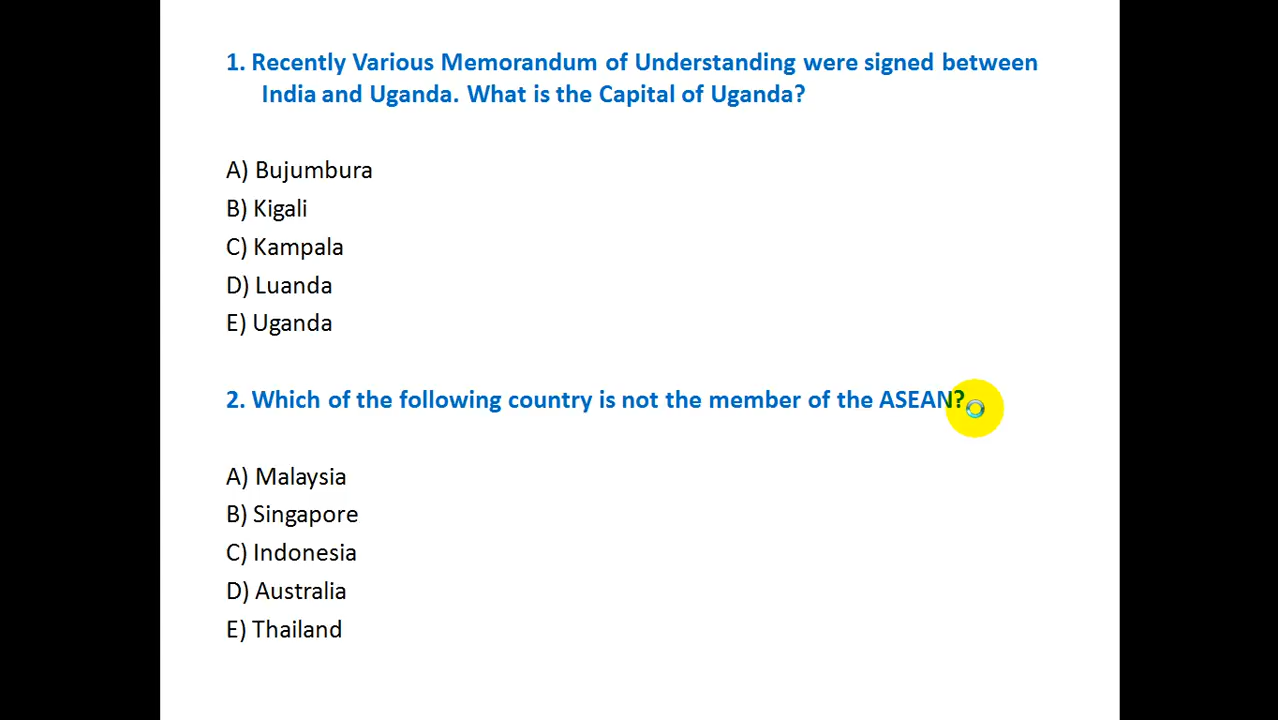 1. Recently Various Memorandum of Understanding were signed between
India and Uganda. What is the Capital of Uganda?
A) Bujumbura
B) Kigali
C) Kampala
D) Luanda
E) Uganda
2. Which of the following country is not the member of the ASEAN?
A) Malaysia
B) Singapore
C) Indonesia
D) Australia
E) Thailand